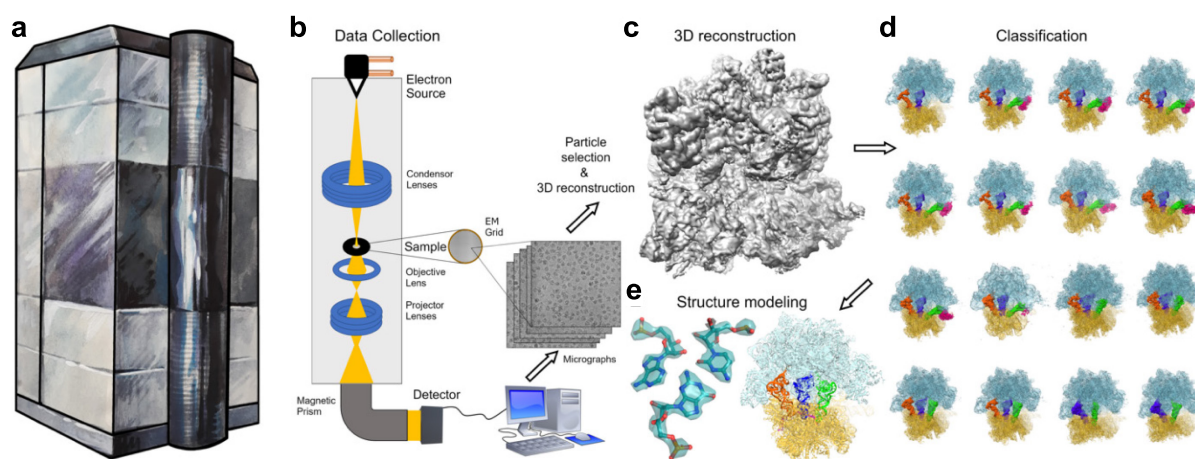 a
b
Data Collection
Electron
Source
Condensor
Lenses
EM
Grid
Sample
Objective
Lens
Projector
Lenses
Magnetic
Prism
Detector
Micrographs
Particle
selection
&
3D reconstruction
c
3D reconstruction
d
Classification
e
Structure modeling